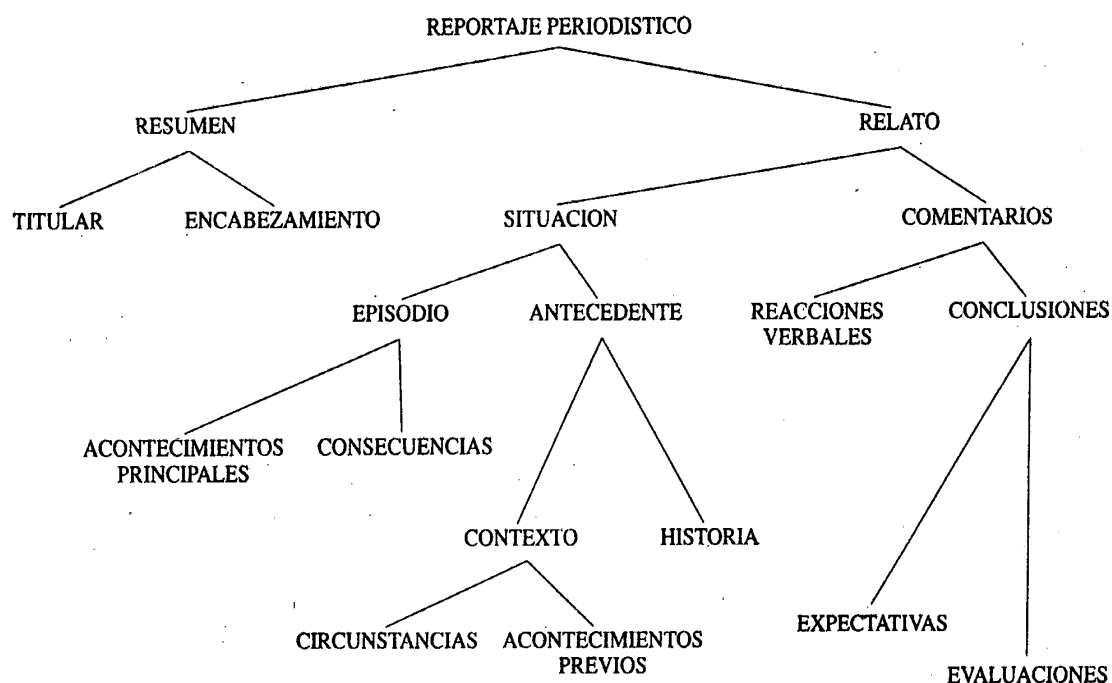 REPORTAJE PERIODISTICO
RESUMEN
RELATO
TITULAR
ENCABEZAMIENTO
SITUACION
COMENTARIOS
EPISODIO
ANTECEDENTE
REACCIONES
VERBALES
CONCLUSIONES
ACONTECIMIENTOS
PRINCIPALES
CONSECUENCIAS
CONTEXTO
HISTORIA
CIRCUNSTANCIAS
ACONTECIMIENTOS
PREVIOS
EXPECTATIVAS
EVALUACIONES